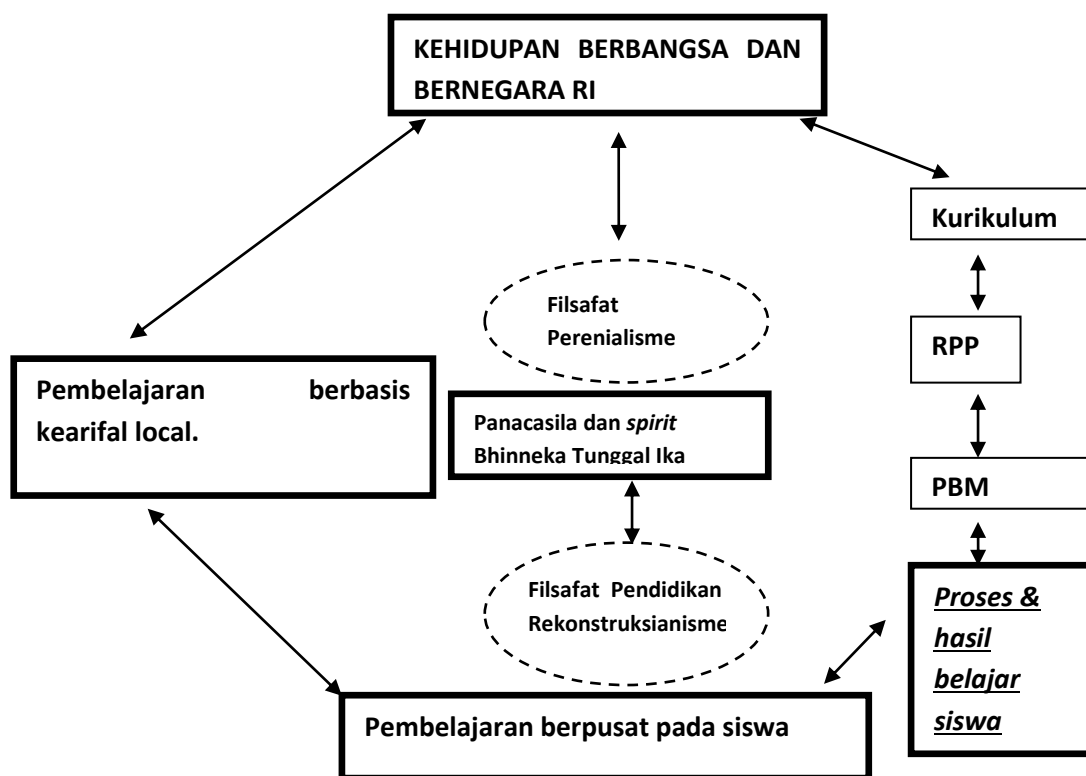 KEHIDUPAN BERBANGSA DAN
BERNEGARA RI
Kurikulum
Filsafat
Perenialisme
RPP
Pembelajaran berbasis
kearifal local.
Panacasila dan spirit
Bhinneka Tunggal Ika
PBM
Filsafat Pendidikan
Rekonstruksianisme
Proses &
hasil
belajar
siswa
Pembelajaran berpusat pada siswa